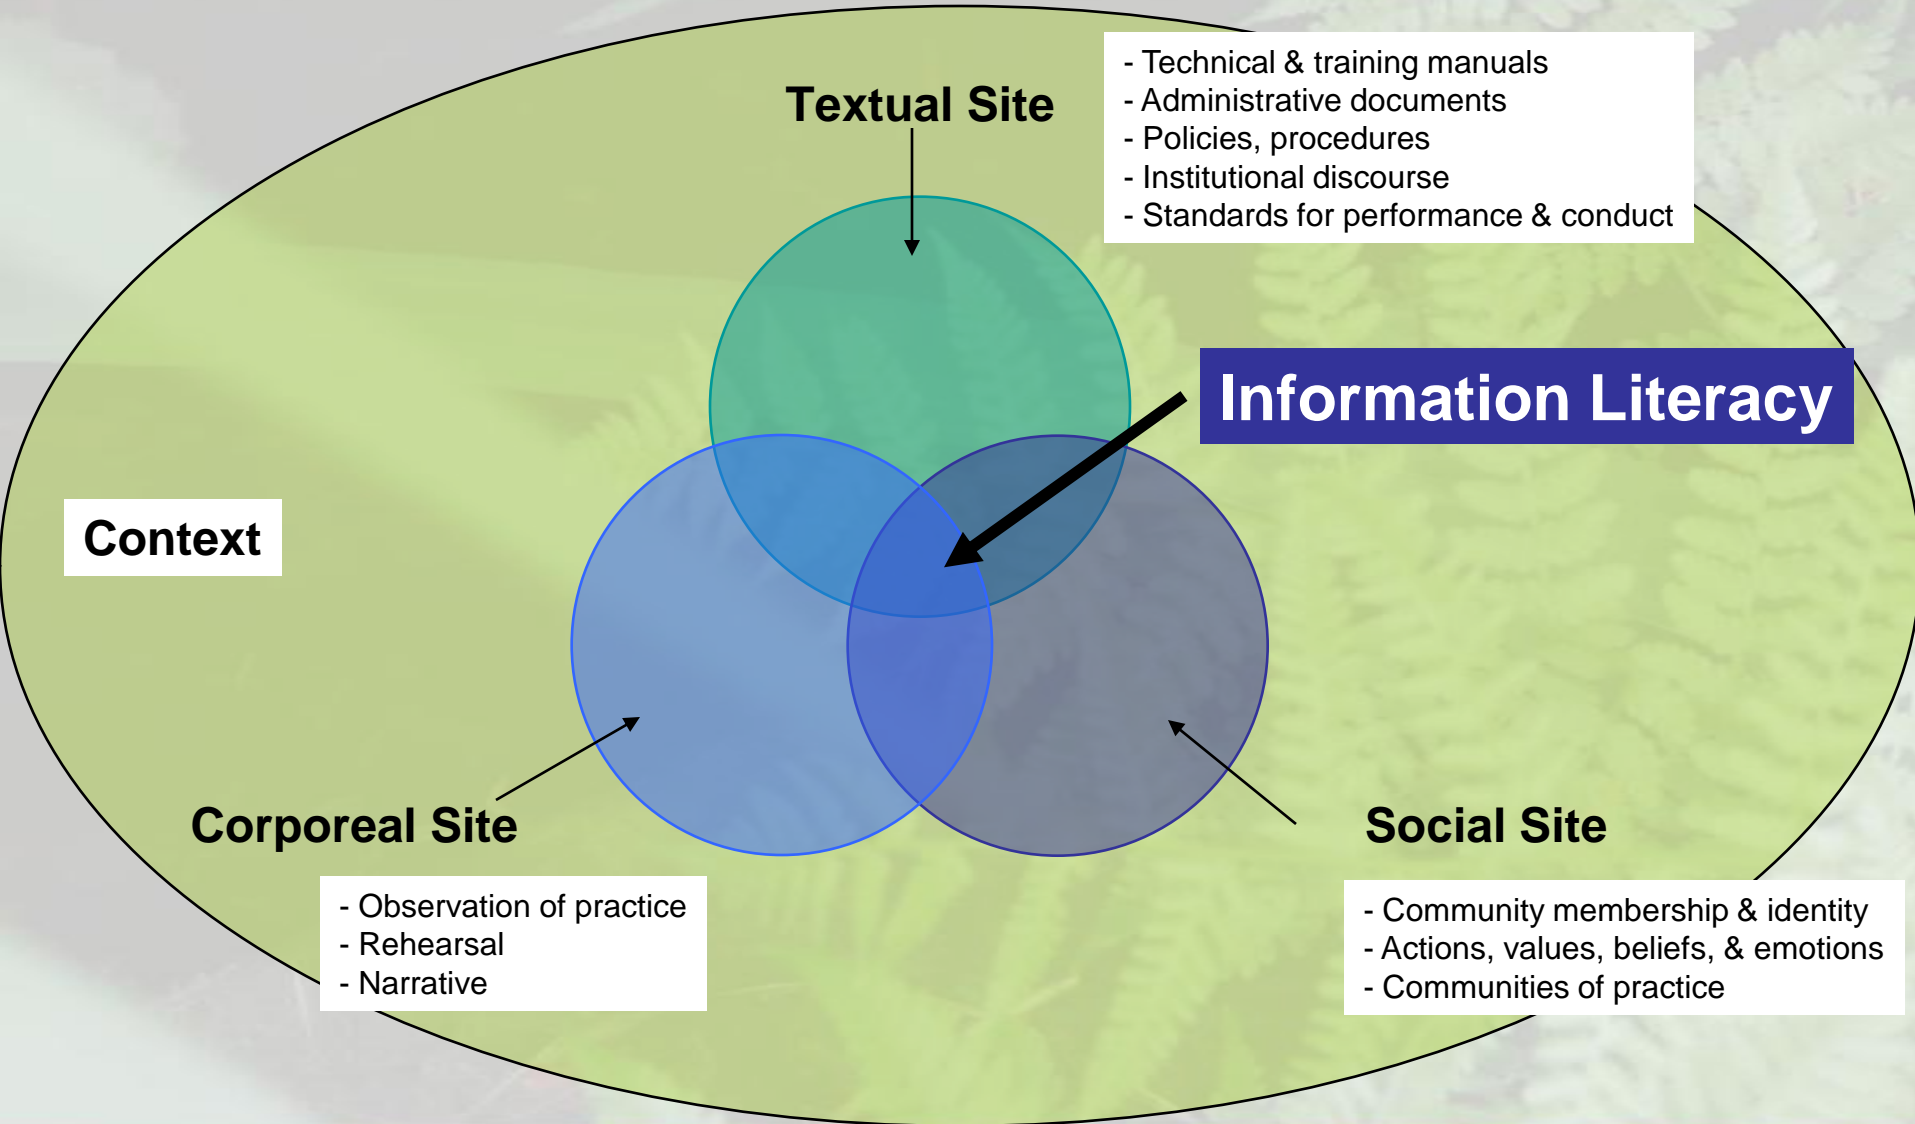 Textual Site
- Technical & training manuals
- Administrative documents
- Policies, procedures
- Institutional discourse
- Standards for performance & conduct
Information Literacy
Context
Corporeal Site
- Observation of practice
- Rehearsal
- Narrative
Social Site
- Community membership & identity
- Actions, values, beliefs, & emotions
- Communities of practice